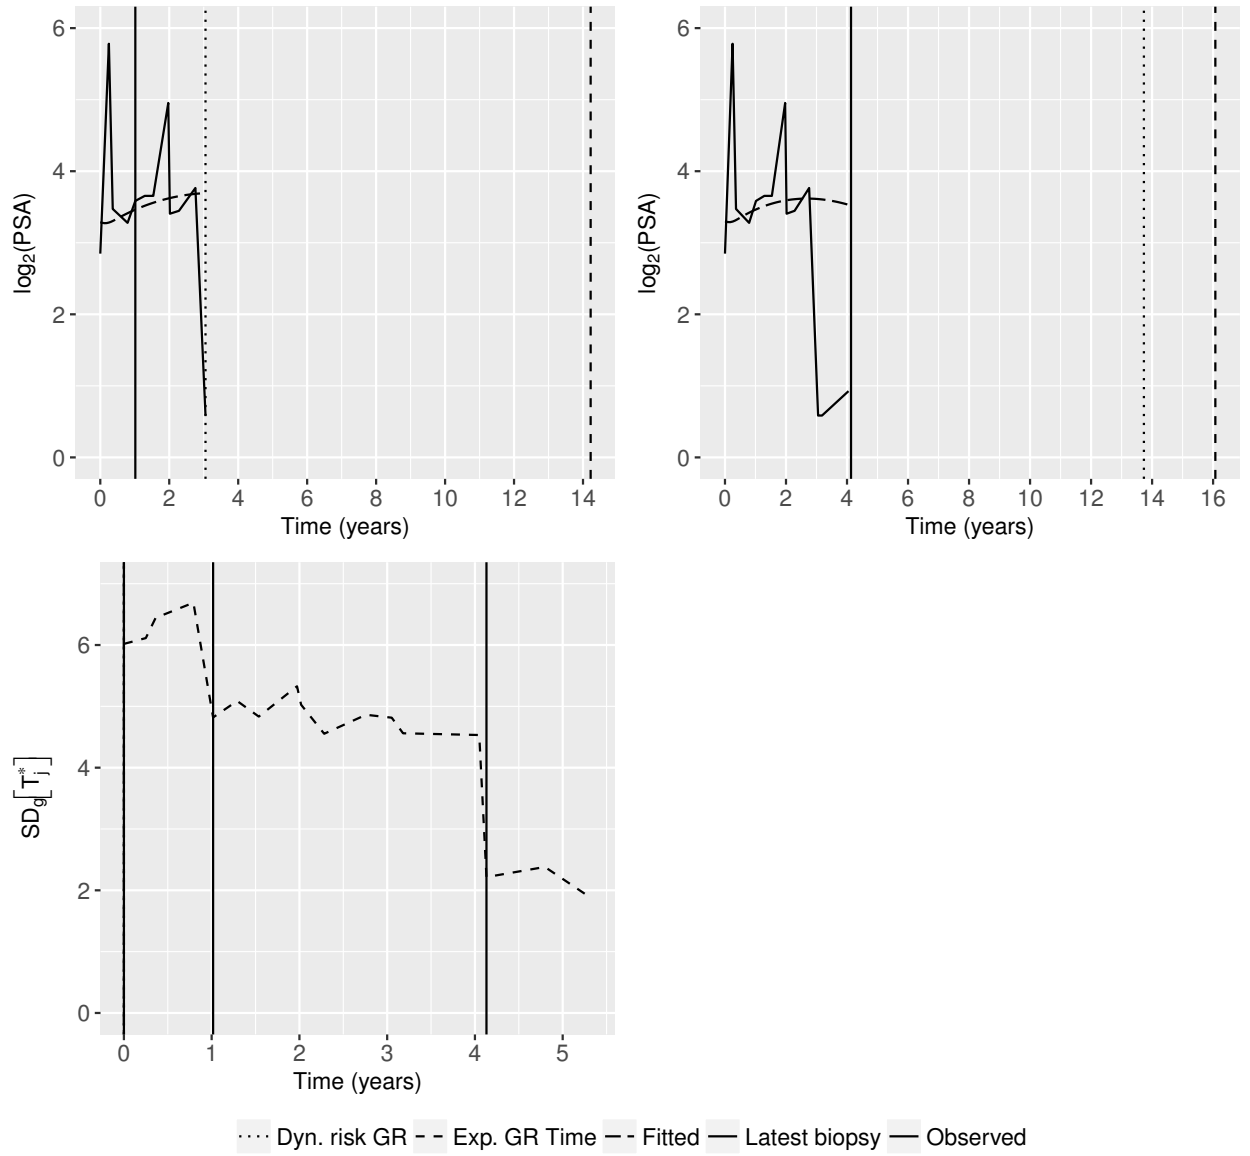 6
4
2
0
log₂(PSA)
0 2 4 6 8 10 12 14
Time (years)
6
4
2
0
log₂(PSA)
0 2 4 6 8 10 12 14 16
Time (years)
6
4
2
0
SD_g[T_j^*]
0 1 2 3 4 5
Time (years)
Dyn. risk GR Exp. GR Time Fitted Latest biopsy Observed